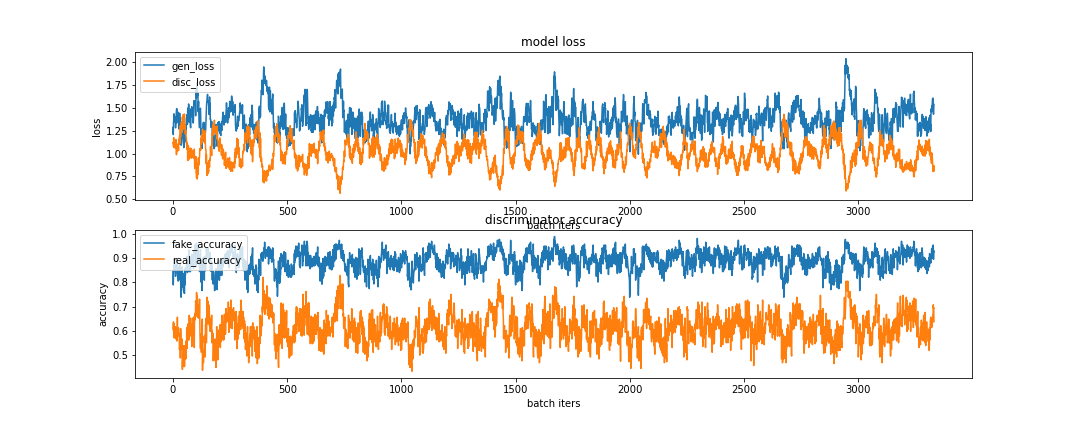 model loss
gen_loss
disc_loss
2.00
1.75
1.50
1.25
1.00
0.75
0.50
loss
0 500 1000 1500 2000 2500 3000
batch iters
discriminator accuracy
fake_accuracy
real_accuracy
1.0
0.9
0.8
0.7
0.6
0.5
accuracy
0 500 1000 1500 2000 2500 3000
batch iters